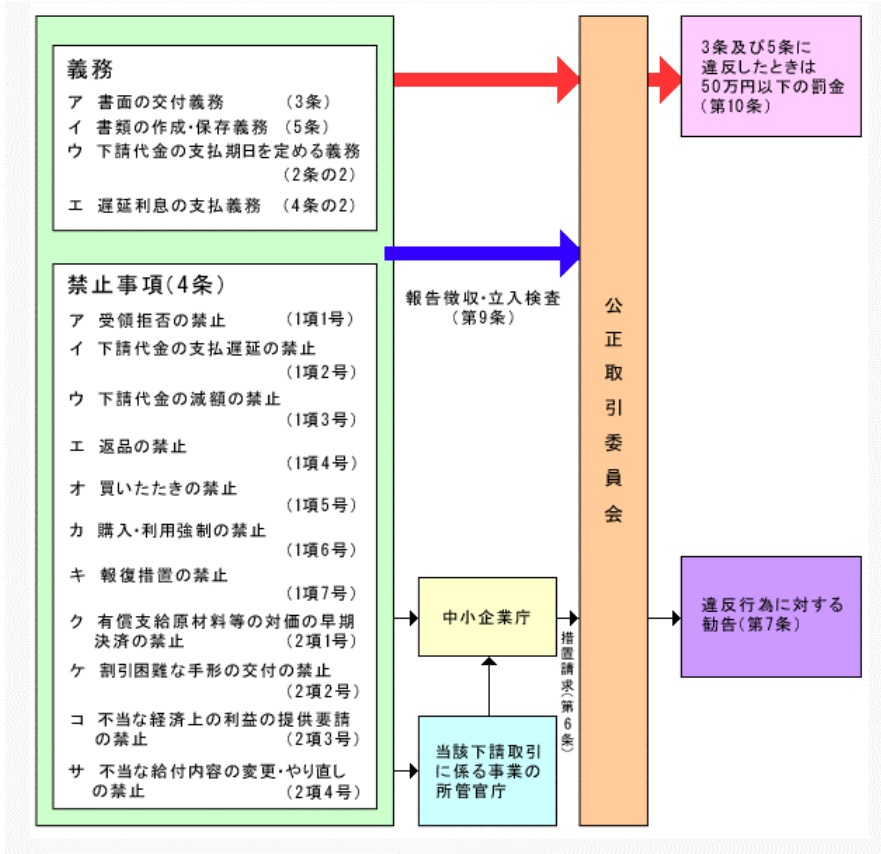 義務
ア 書面の交付義務 (3条)
イ 書類の作成・保存義務 (5条)
ウ 下請代金の支払期日を定める義務
(2条の2)
エ 遅延利息の支払義務 (4条の2)
禁止事項(4条)
ア 受領拒否の禁止 (1項1号)
イ 下請代金の支払遅延の禁止
(1項2号)
ウ 下請代金の減額の禁止
(1項3号)
エ 返品の禁止
(1項4号)
オ 買いたたきの禁止
(1項5号)
カ 購入・利用強制の禁止
(1項6号)
キ 報復措置の禁止
(1項7号)
ク 有償支給原材料等の対価の早期
決済の禁止 (2項1号)
ケ 割引困難な手形の交付の禁止
(2項2号)
コ 不当な経済上の利益の提供要請
の禁止 (2項3号)
サ 不当な給付内容の変更・やり直し
の禁止 (2項4号)
報告徴収・立入検査
(第9条)
中小企業庁
当該下請取引
に係る事業の
所管官庁
措置請求(第6条)
公正取引委員会
3条及び5条に
違反したときは
50万円以下の罰金
(第10条)
違反行為に対する
勧告(第7条)